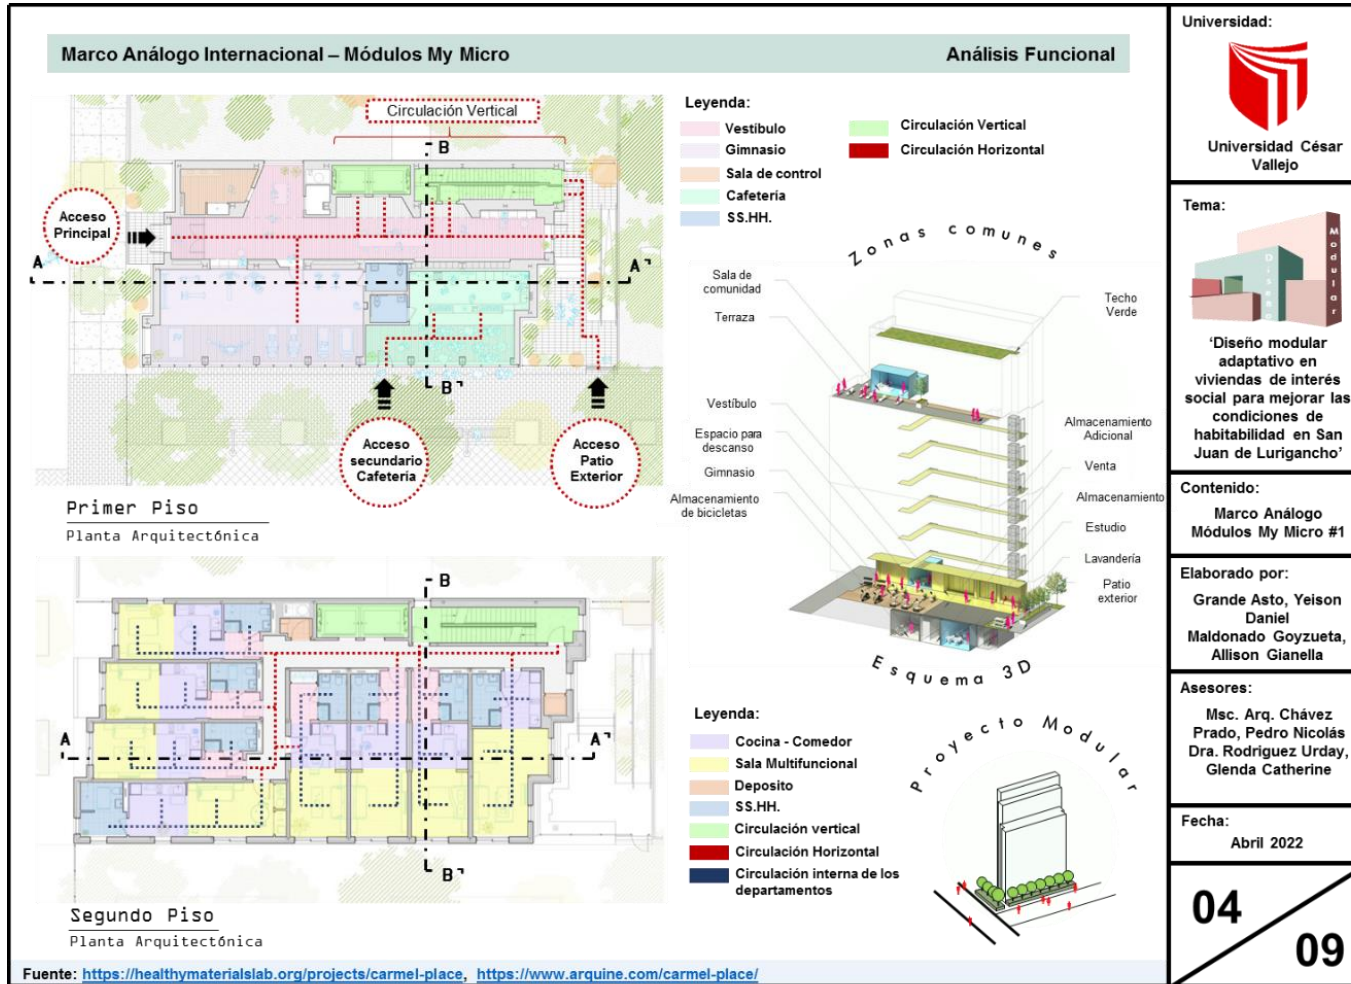 Marco Análogo Internacional – Módulos My Micro
Análisis Funcional
Circulación Vertical
B
B
Acceso
Principal
A
A
Acceso
secundario
Cafetería
Acceso
Patio
Exterior
Primer Piso
Planta Arquitectónica
Leyenda:
Vestíbulo
Gimnasio
Sala de control
Cafetería
SS.HH.
Circulación Vertical
Circulación Horizontal
Zonas comunes
Sala de
comunidad
Terraza
Vestíbulo
Espacio para
descanso
Gimnasio
Almacenamiento
de bicicletas
Techo
Verde
Almacenamiento
Adicional
Venta
Almacenamiento
Estudio
Lavandería
Patio
exterior
Esquema 3D
B
B
A
A
Segundo Piso
Planta Arquitectónica
Leyenda:
Cocina - Comedor
Sala Multifuncional
Deposito
SS.HH.
Circulación vertical
Circulación Horizontal
Circulación interna de los
departamentos
Proyecto Modular
Fuente: https://healthymaterialslab.org/projects/carmel-place, https://www.arquine.com/carmel-place/
Universidad:
Universidad César
Vallejo
Tema:
Modular
Diseño
‘Diseño modular
adaptativo en
viviendas de interés
social para mejorar las
condiciones de
habitabilidad en San
Juan de Lurigancho’
Contenido:
Marco Análogo
Módulos My Micro #1
Elaborado por:
Grande Asto, Yeison
Daniel
Maldonado Goyzueta,
Allison Gianella
Asesores:
Msc. Arq. Chávez
Prado, Pedro Nicolás
Dra. Rodriguez Urday,
Glenda Catherine
Fecha:
Abril 2022
04
09